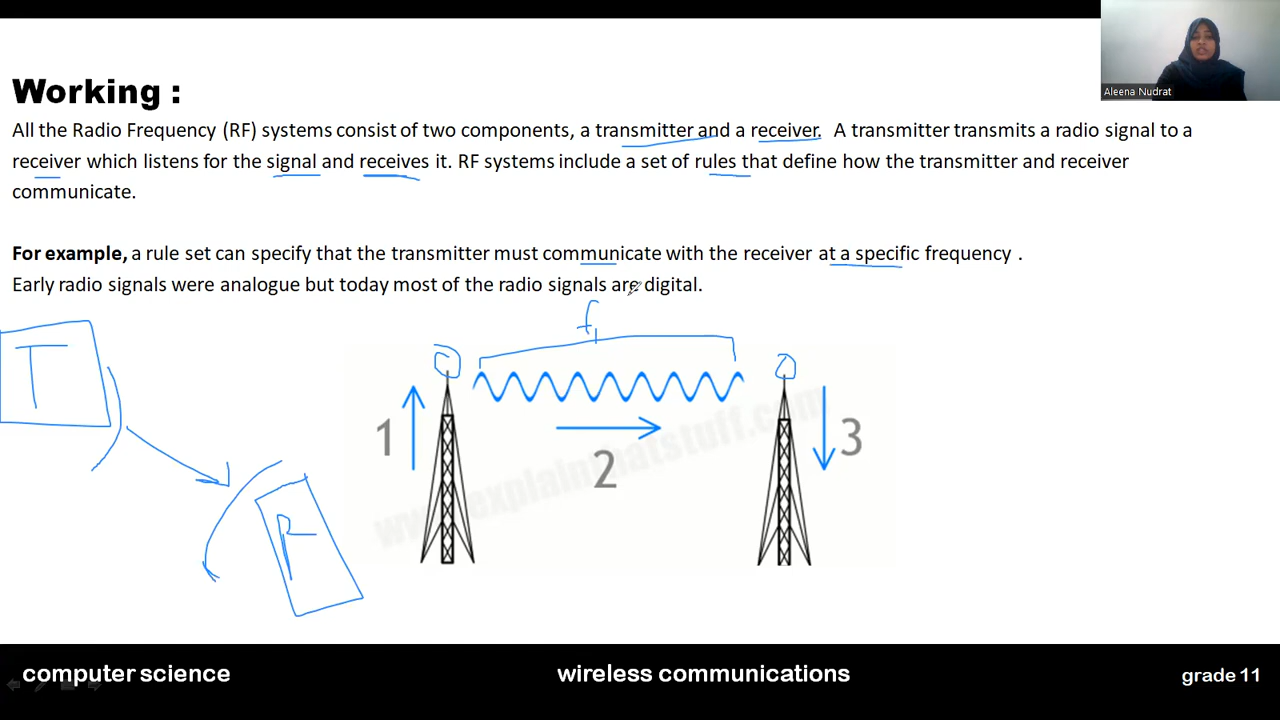 Aleena Nudrat
Working :
All the Radio Frequency (RF) systems consist of two components, a transmitter and a receiver. A transmitter transmits a radio signal to a
receiver which listens for the signal and receives it. RF systems include a set of rules that define how the transmitter and receiver
communicate.
For example, a rule set can specify that the transmitter must communicate with the receiver at a specific frequency .
Early radio signals were analogue but today most of the radio signals are digital.
f1
T
1
2
3
R
www.explainthatstuff.com
computer science
wireless communications
grade 11